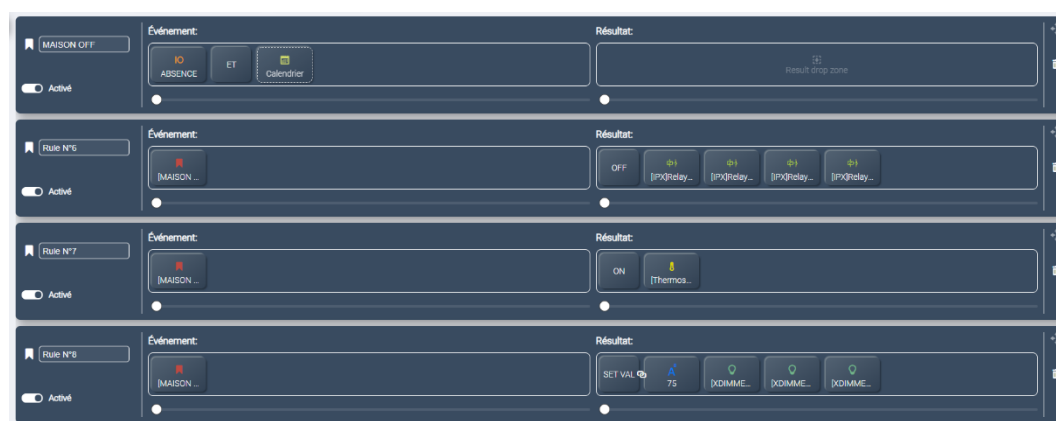 Événement:
Résultat:
MAISON OFF
IO
ABSENCE
ET
Calendrier
Result drop zone
Activé
Événement:
Résultat:
Rule N°6
[MAISON ...
OFF
[IPX]Relay...
[IPX]Relay...
[IPX]Relay...
[IPX]Relay...
Activé
Événement:
Résultat:
Rule N°7
[MAISON ...
ON
[Thermos...
Activé
Événement:
Résultat:
Rule N°8
[MAISON ...
SET VAL
75
[XDIMME...
[XDIMME...
[XDIMME...
Activé